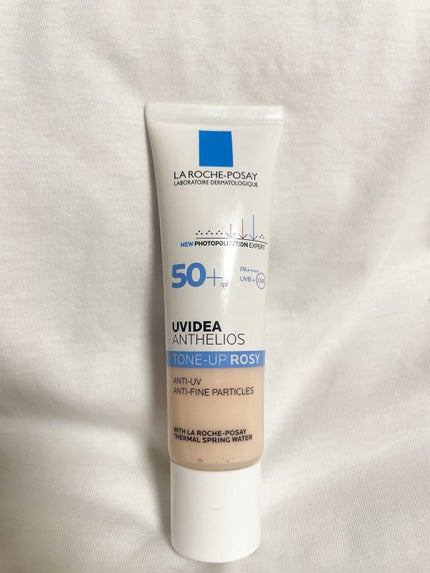 LA ROCHE-POSAY
LABORATOIRE DERMATOLOGIQUE
NEW PHOTOPOLLUTION EXPERT
50+ spf
PA++++
UVB + UVA
UVIDEA
ANTHELIOS
TONE-UP ROSY
ANTI-UV
ANTI-FINE PARTICLES
WITH LA ROCHE-POSAY
THERMAL SPRING WATER